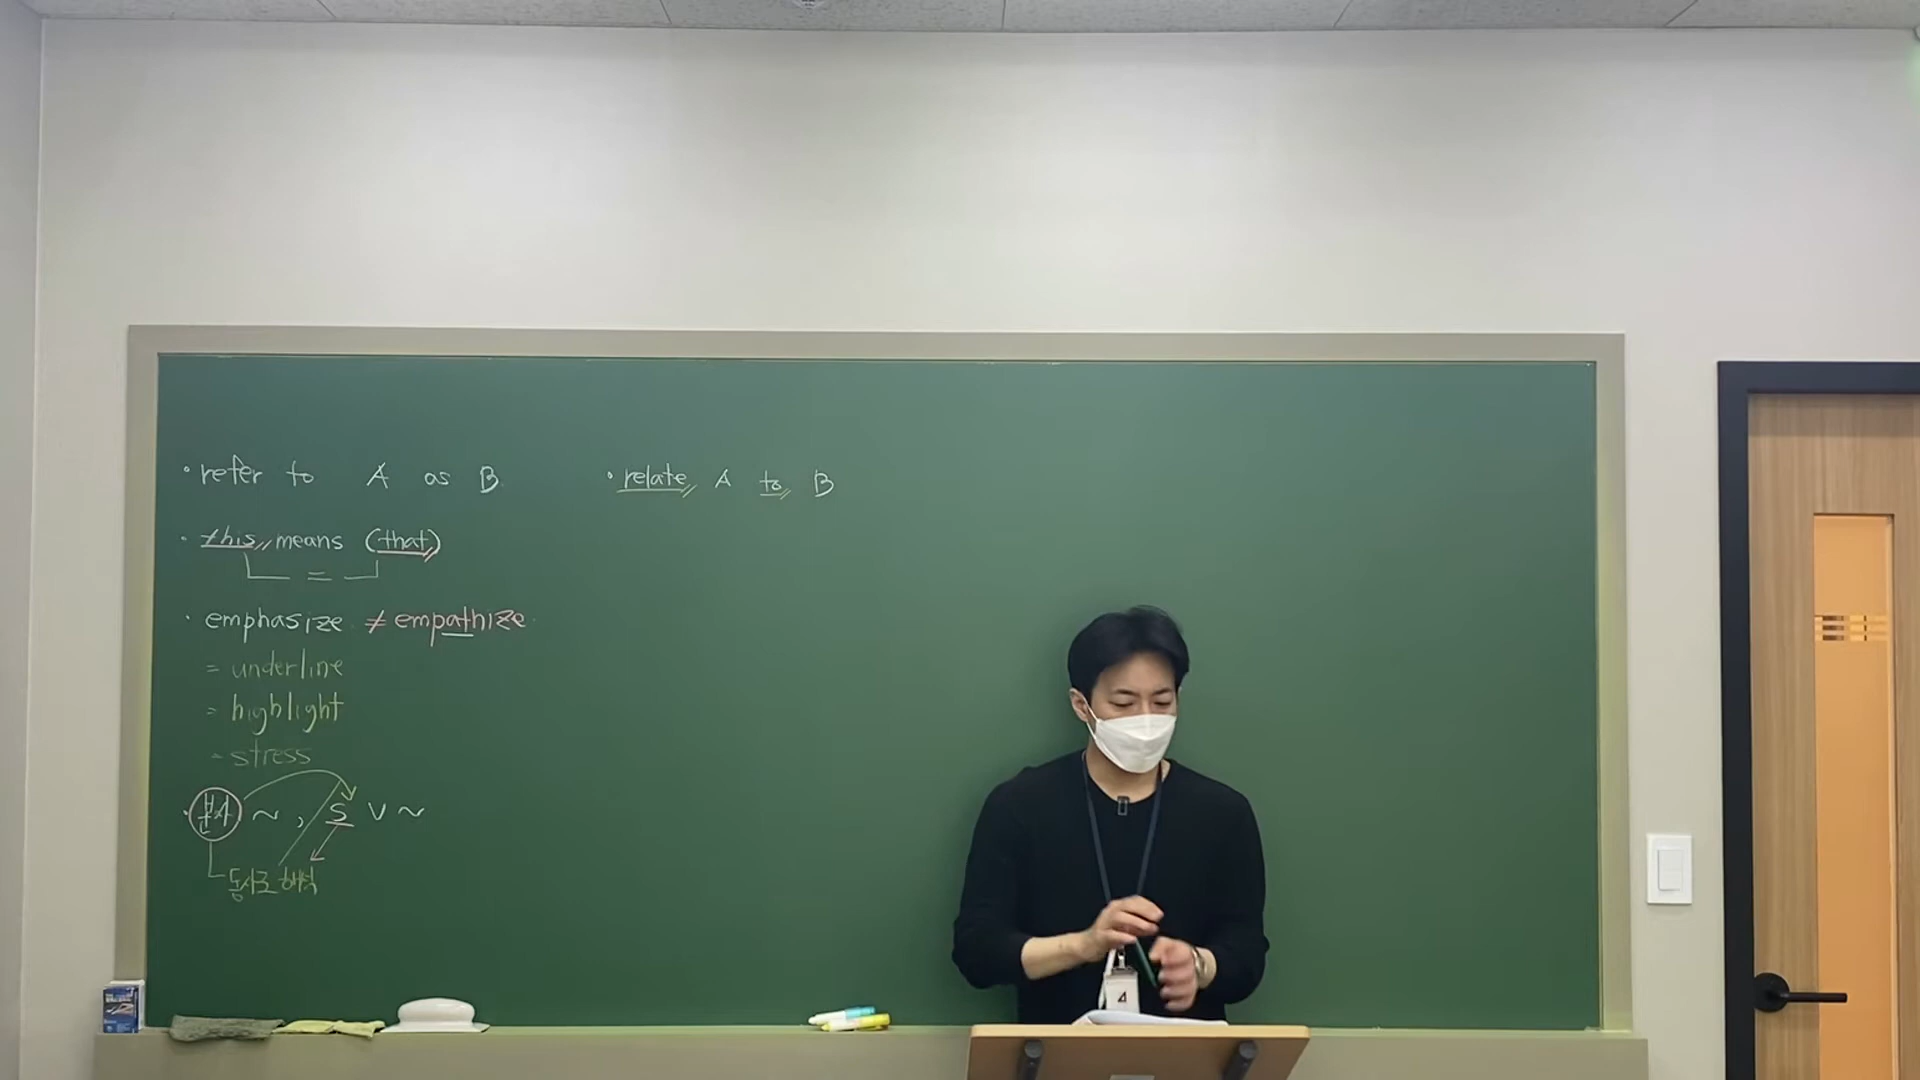 · refer to A as B
· this means (that)
=
· emphasize ≠ empathize
= underline
= highlight
= stress
· 분사 ~ , S V ~
동사로 해석
· relate A to B